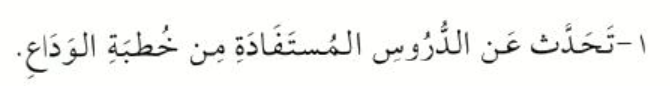 ١-تَحَدَّث عَن الدُّرُوسِ المُستَفَادَةِ مِن خُطبَةِ الوَدَاعِ.